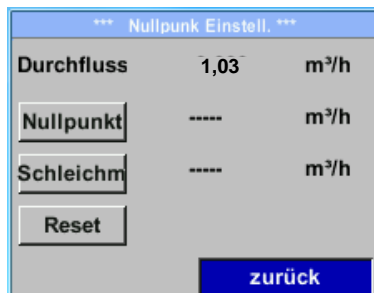 *** Nullpunk Einstell. ***
Durchfluss 1,03 m³/h
Nullpunkt ----- m³/h
Schleichm ----- m³/h
Reset
zurück